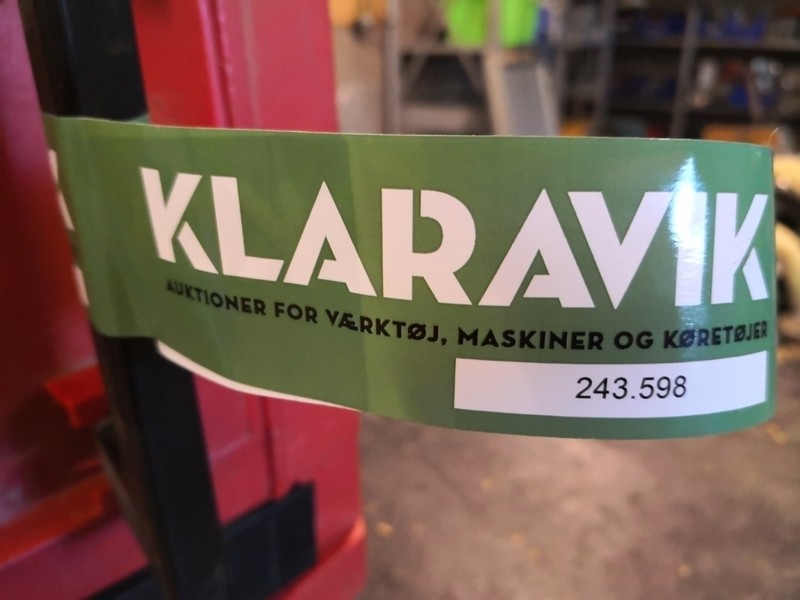 KLARAVIK
AUKTIONER FOR VÆRKTØJ, MASKINER OG KØRETØJER
243.598